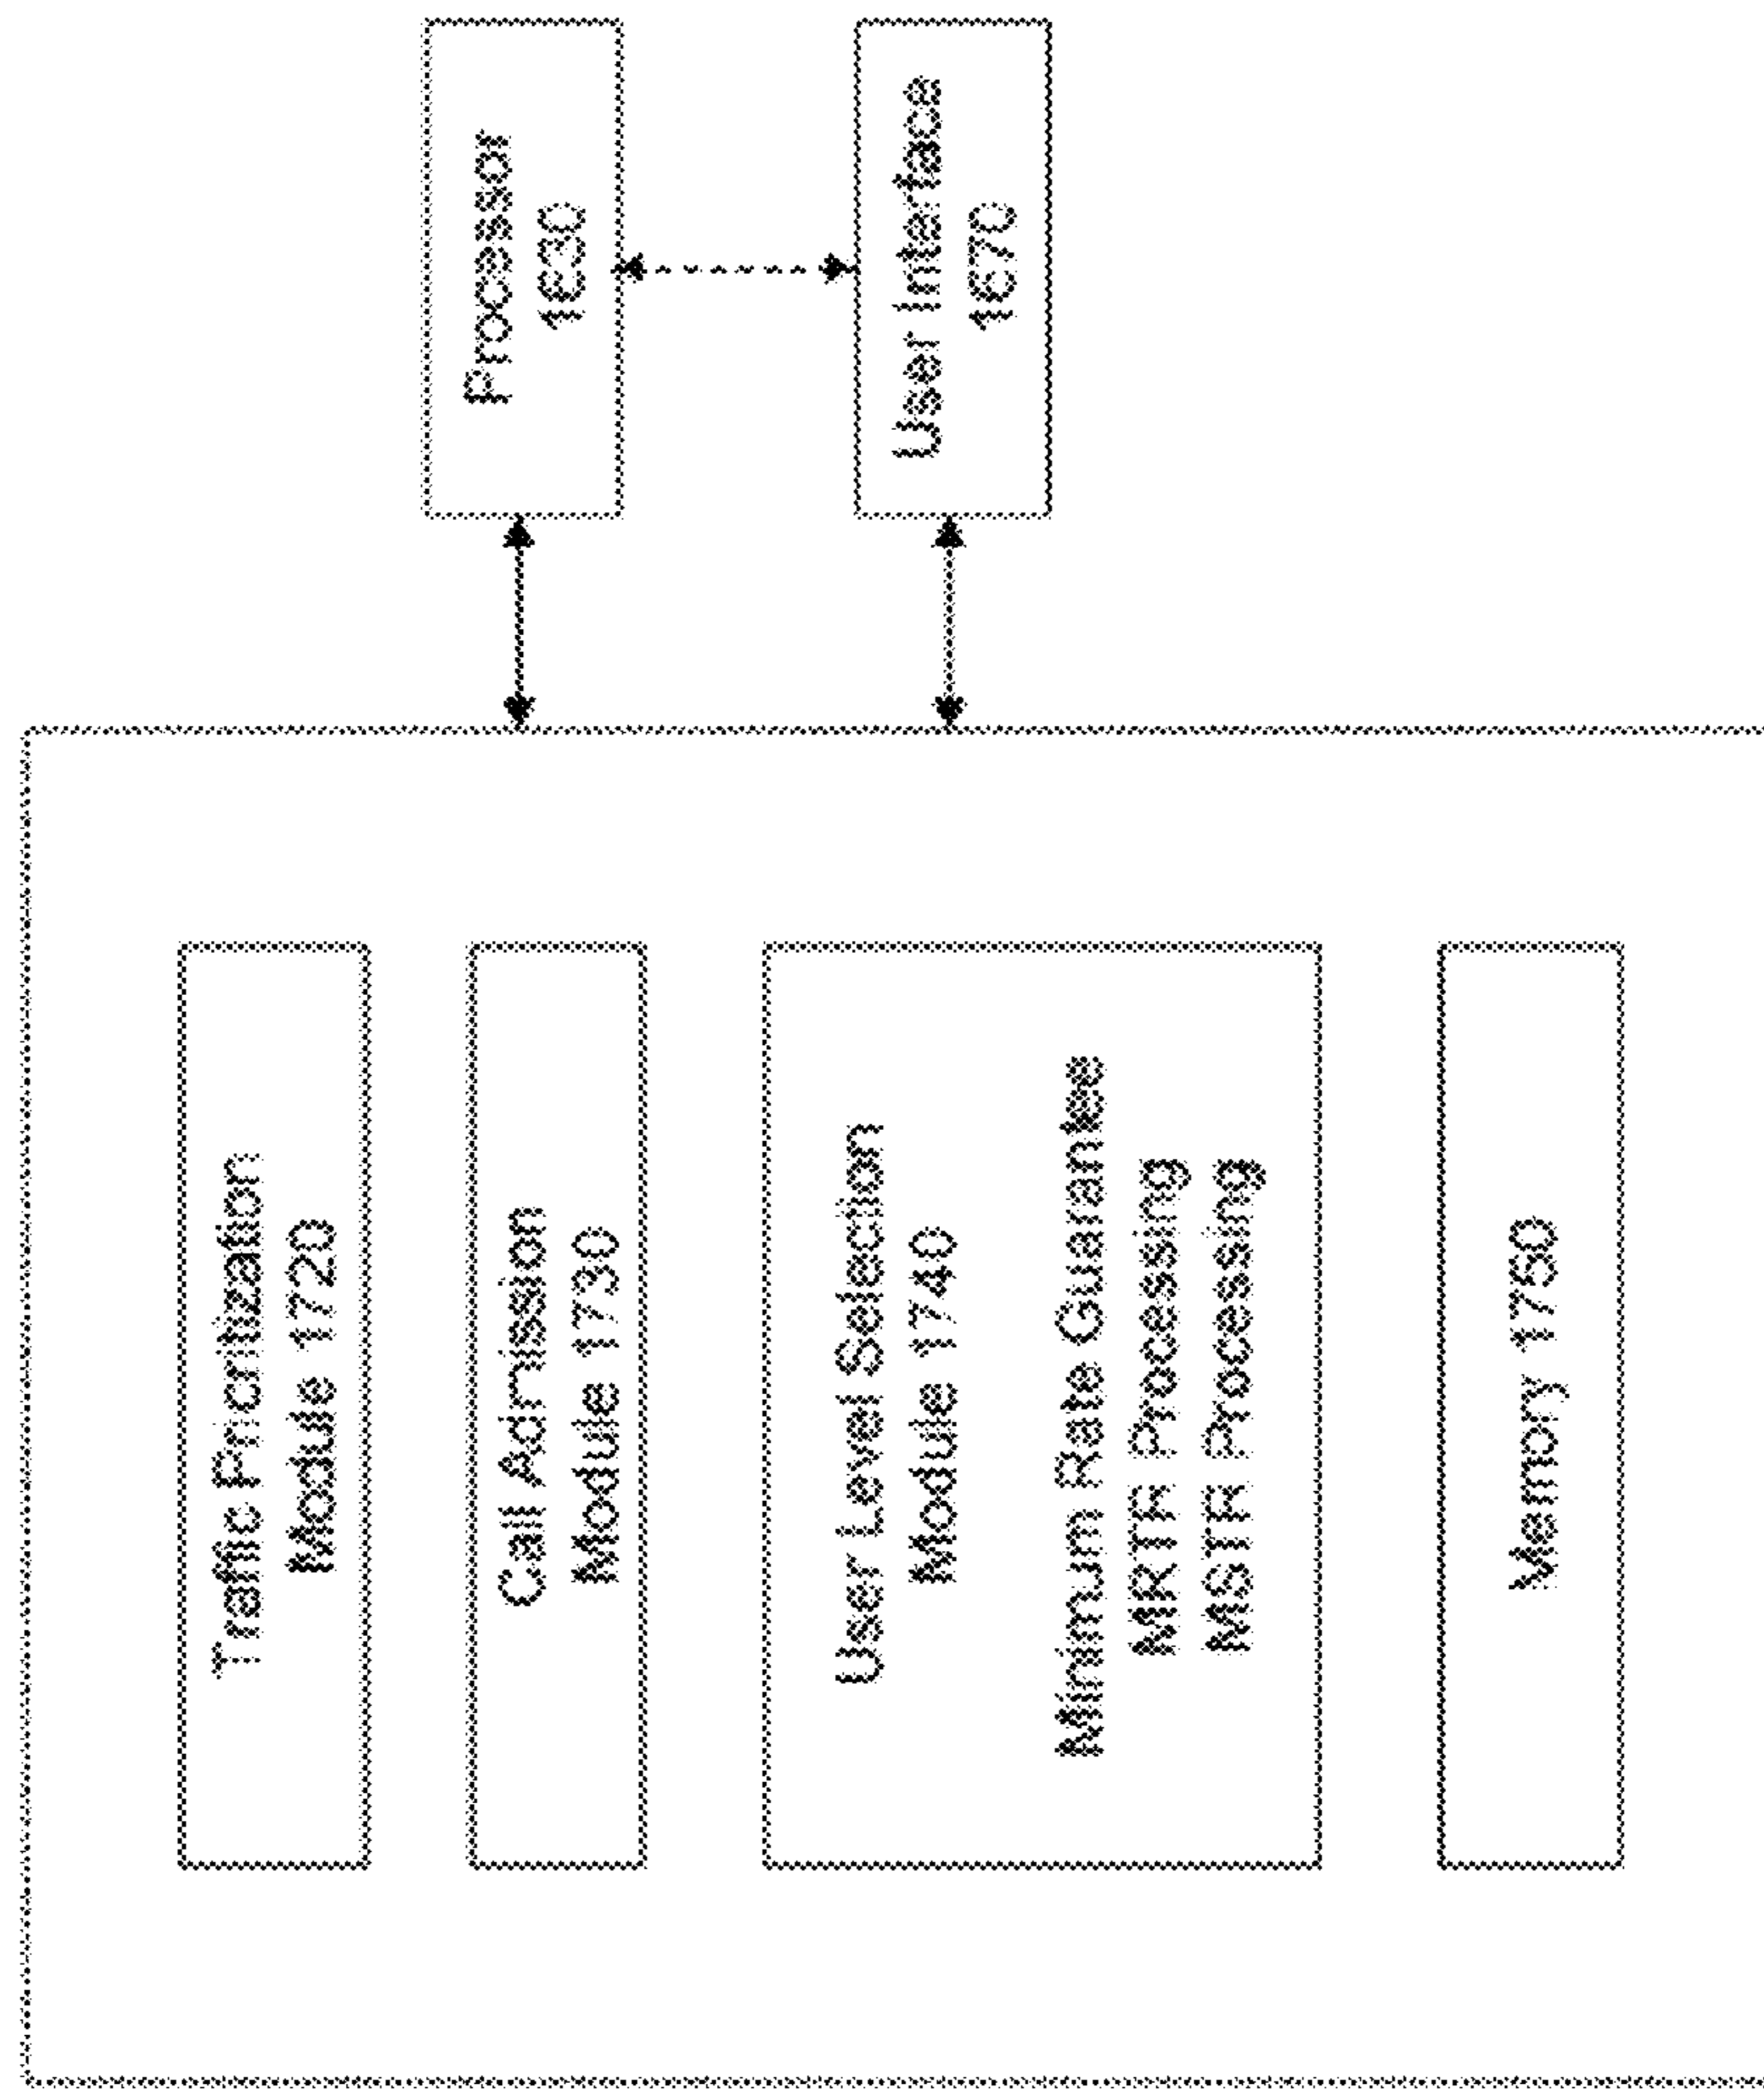 Traffic Prioritization
Module 1720
Call Admission
Module 1730
User Level Selection
Module 1740
Minimum Rate Guarantee
MRTR Processing
MSTR Processing
Memory 1750
Processor
1630
User Interface
1670